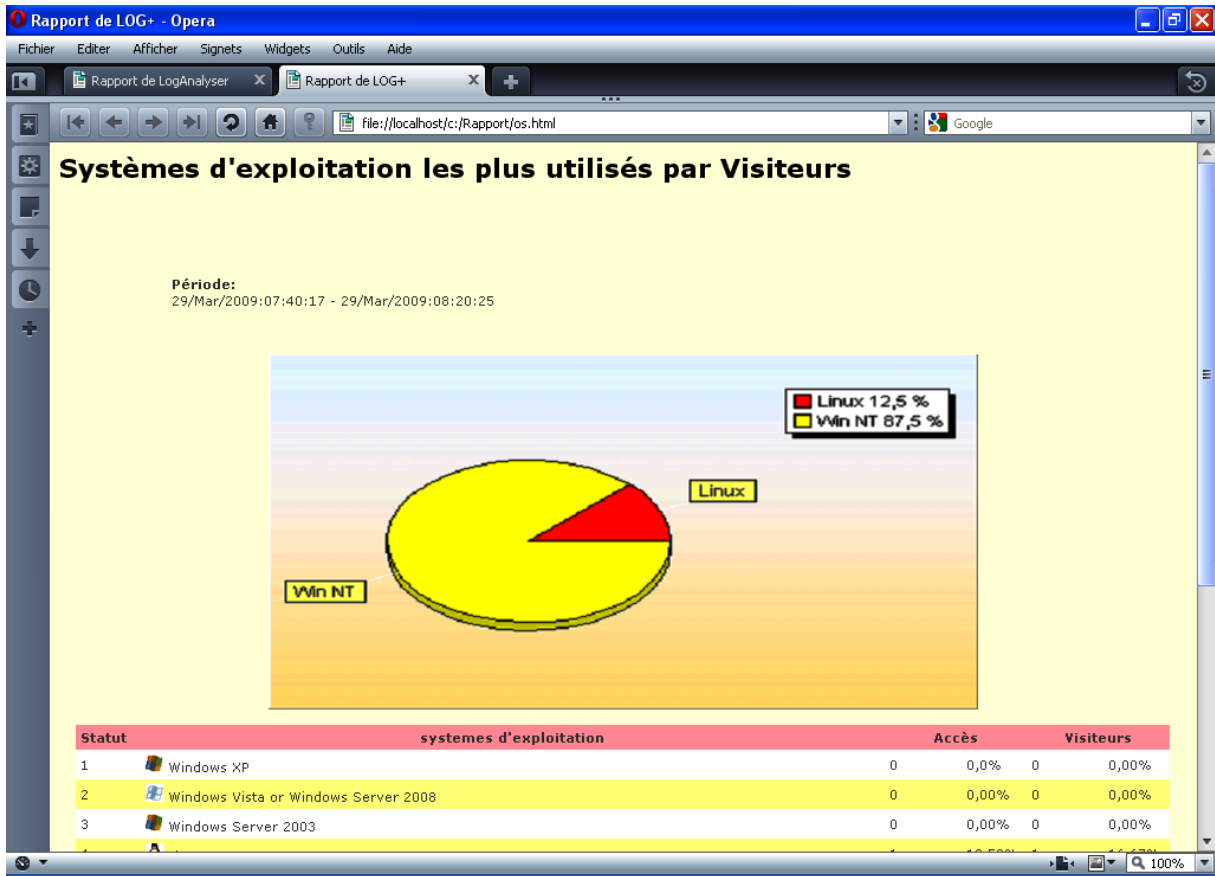 Rapport de LOG+ - Opera
Fichier Editer Afficher Signets Widgets Outils Aide
Rapport de LogAnalyser X Rapport de LOG+ X
file://localhost/c:/Rapport/os.html Google
Systèmes d'exploitation les plus utilisés par Visiteurs
Période:
29/Mar/2009:07:40:17 - 29/Mar/2009:08:20:25
Linux 12,5 %
Win NT 87,5 %
Linux
Win NT
Statut systemes d'exploitation Accès Visiteurs
1 Windows XP 0 0,0% 0 0,00%
2 Windows Vista or Windows Server 2008 0 0,00% 0 0,00%
3 Windows Server 2003 0 0,00% 0 0,00%
100%